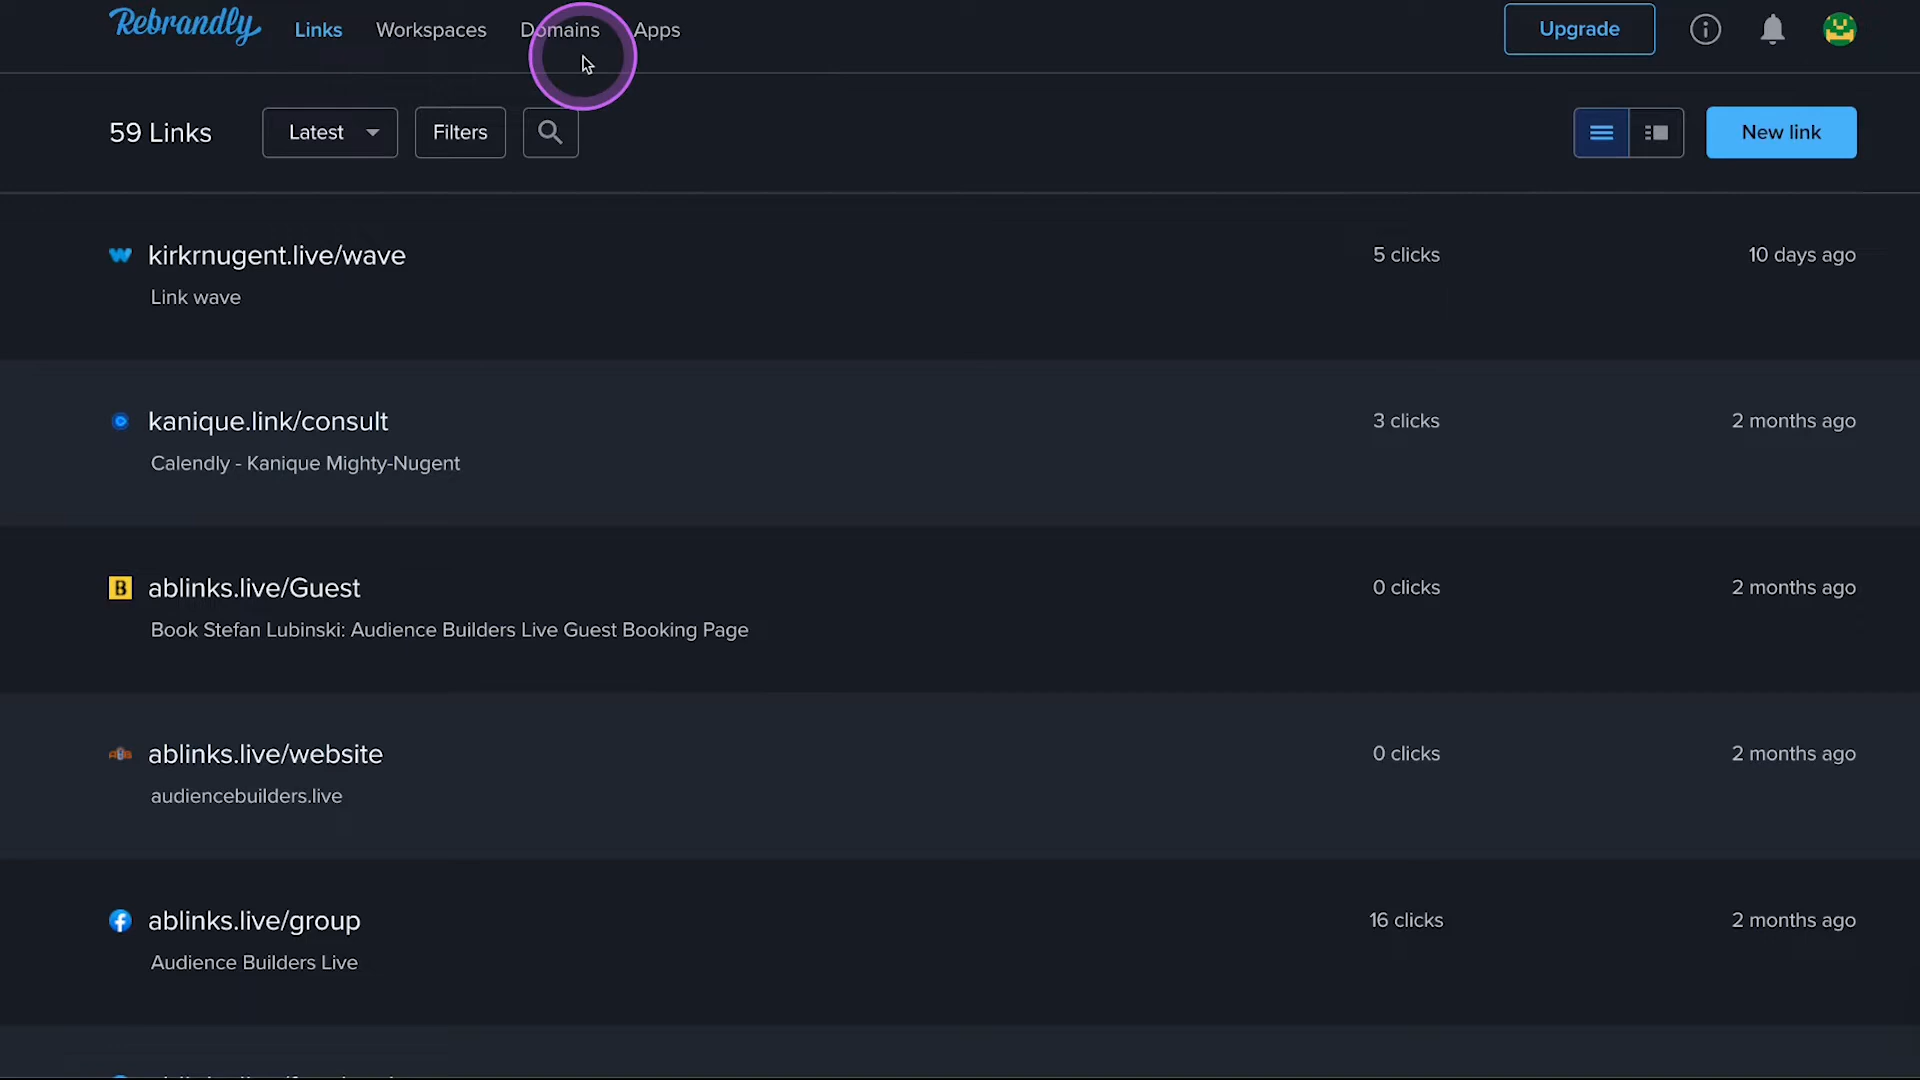 Rebrandly Links Workspaces Domains Apps Upgrade
59 Links Latest Filters New link
kirkrnugent.live/wave 5 clicks 10 days ago
Link wave
kanique.link/consult 3 clicks 2 months ago
Calendly - Kanique Mighty-Nugent
B ablinks.live/Guest 0 clicks 2 months ago
Book Stefan Lubinski: Audience Builders Live Guest Booking Page
ablinks.live/website 0 clicks 2 months ago
audiencebuilders.live
ablinks.live/group 16 clicks 2 months ago
Audience Builders Live